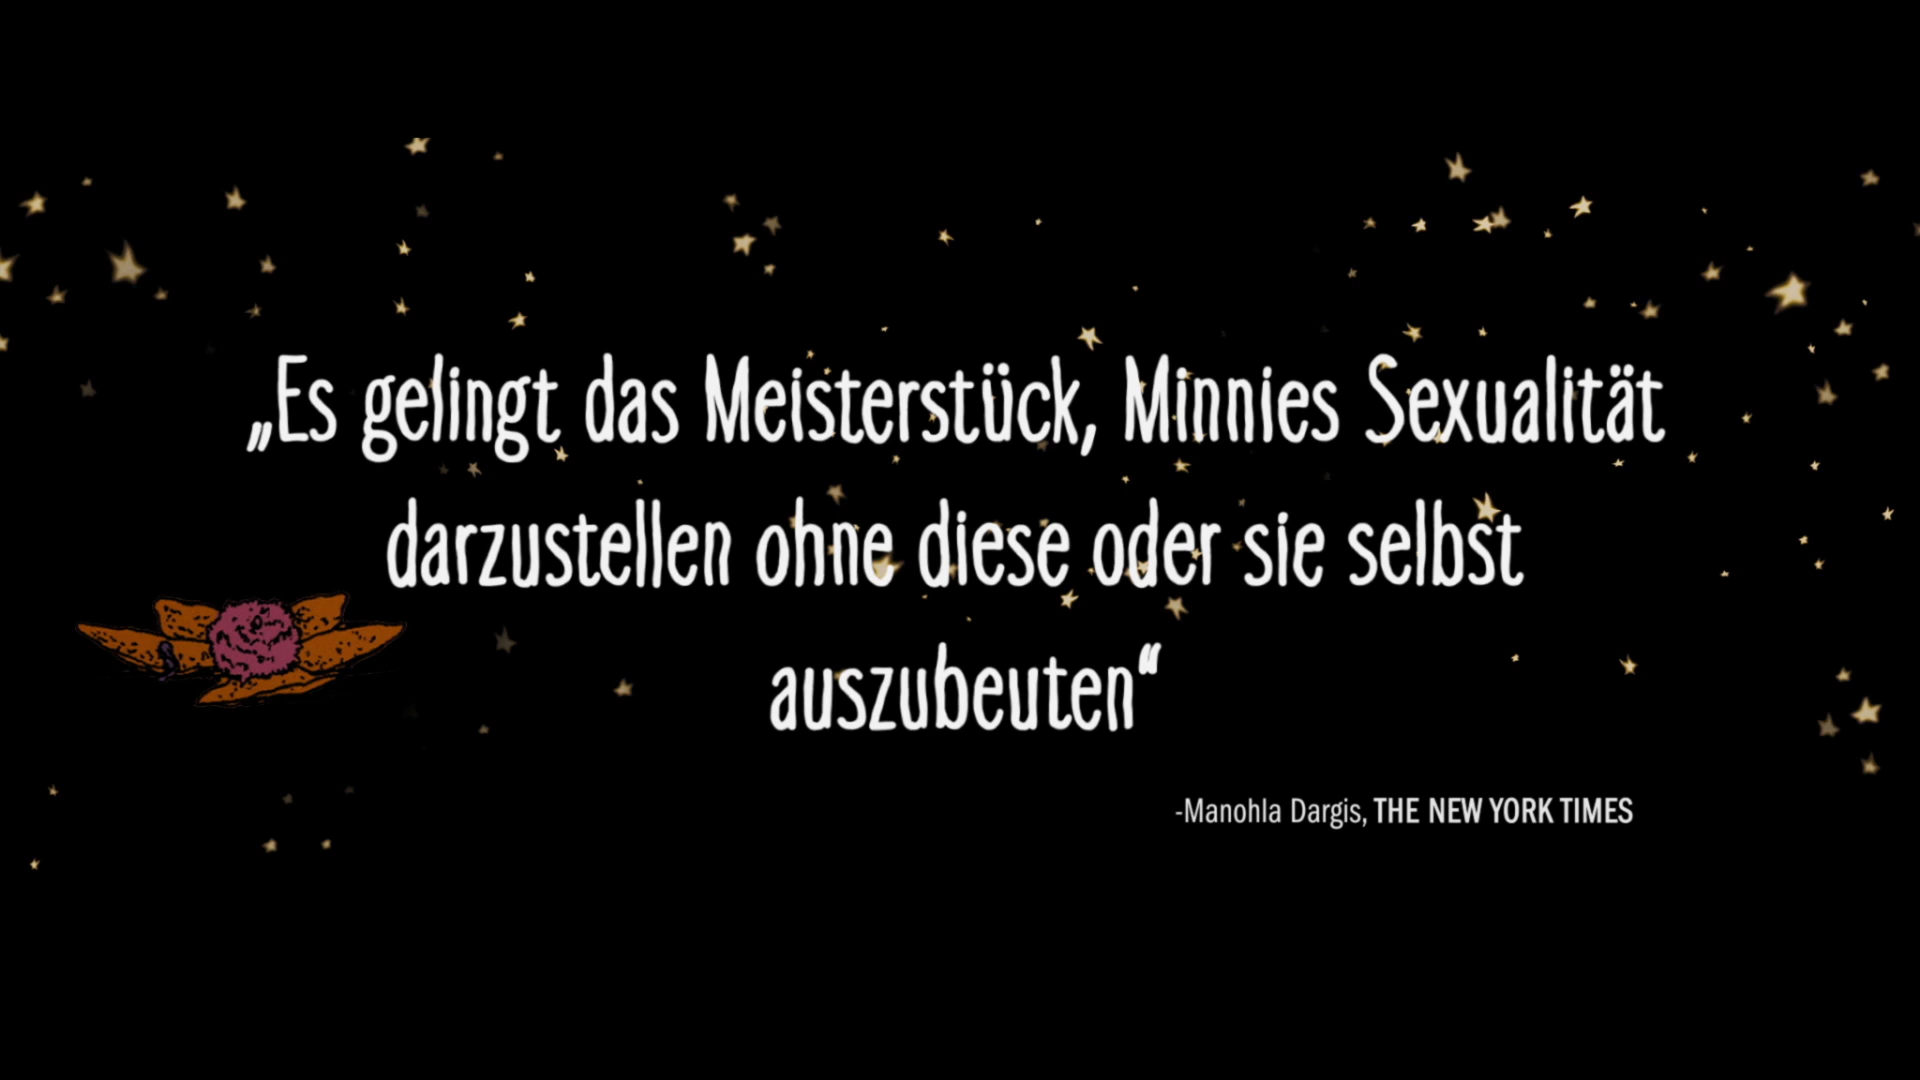 „Es gelingt das Meisterstück, Minnies Sexualität
darzustellen ohne diese oder sie selbst
auszubeuten“
-Manohla Dargis, THE NEW YORK TIMES